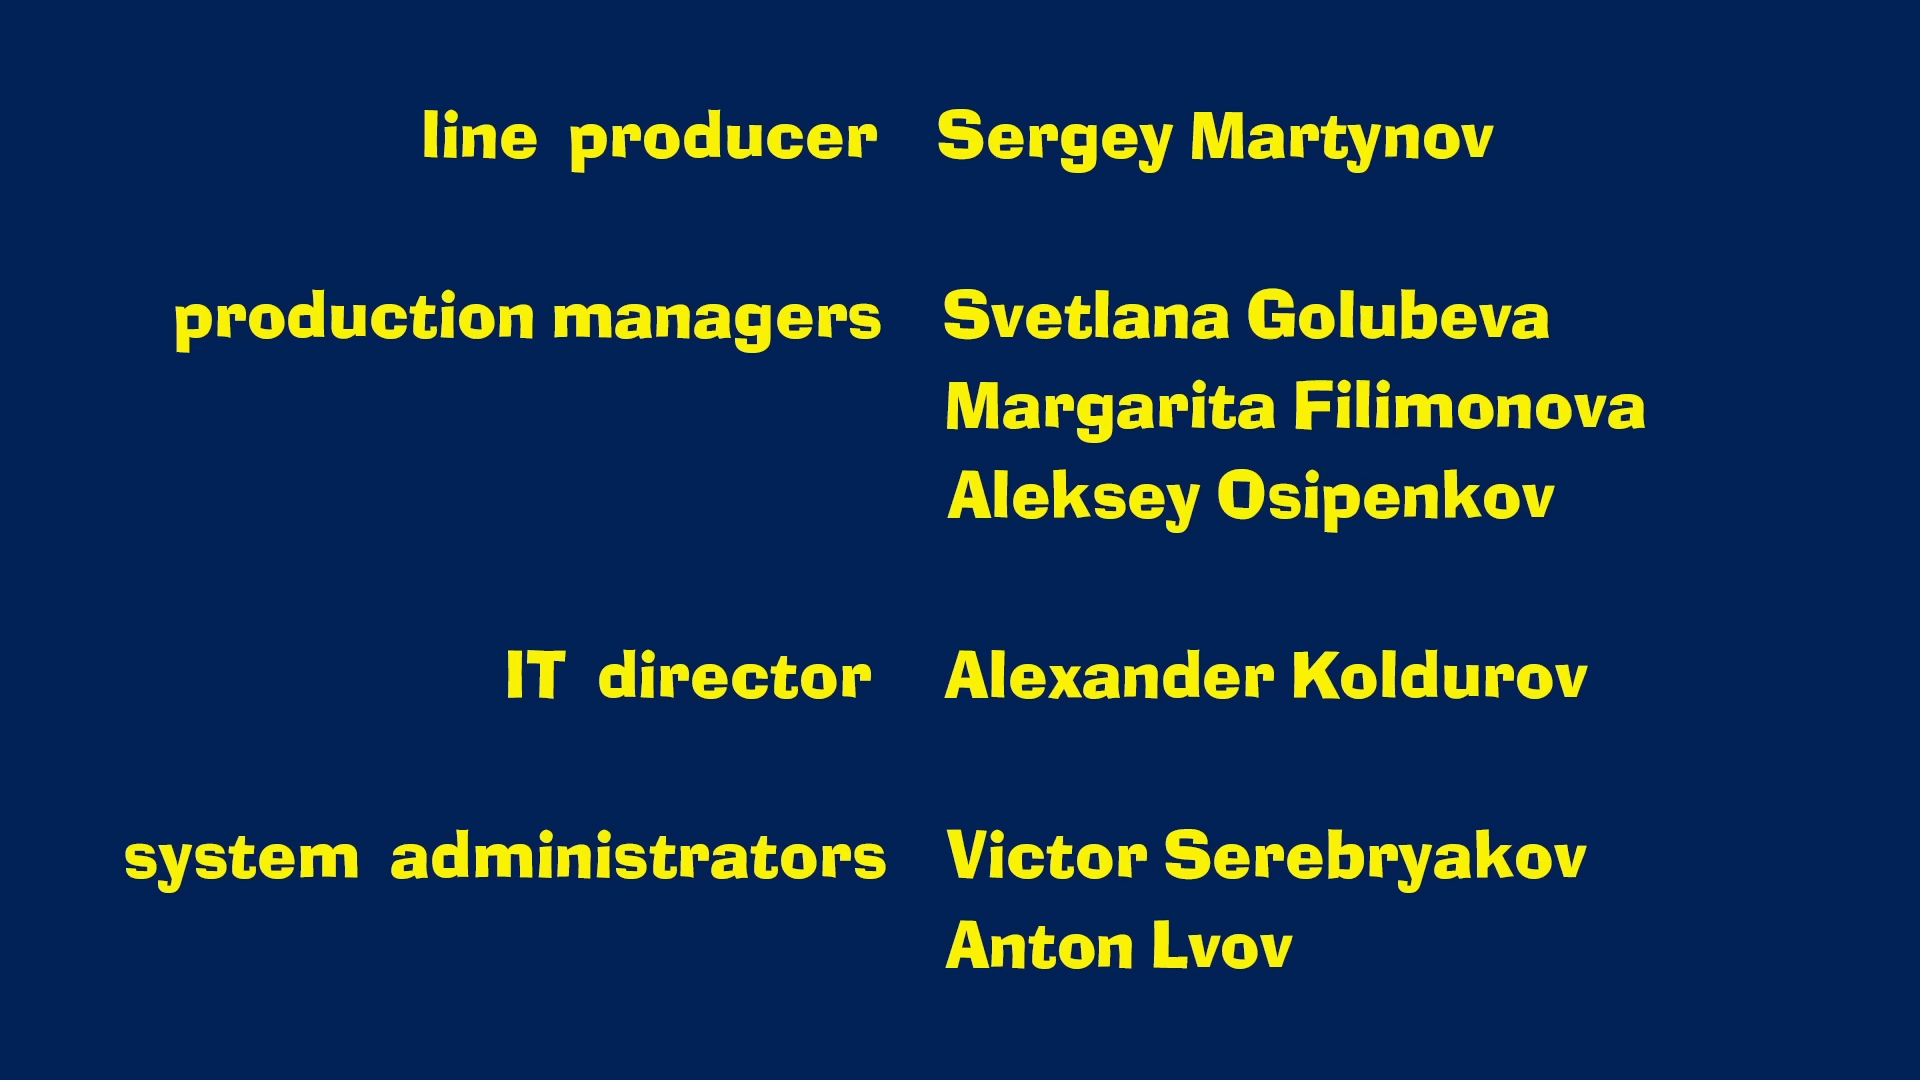 line producer Sergey Martynov
production managers Svetlana Golubeva
Margarita Filimonova
Aleksey Osipenkov
IT director Alexander Koldurov
system administrators Victor Serebryakov
Anton Lvov